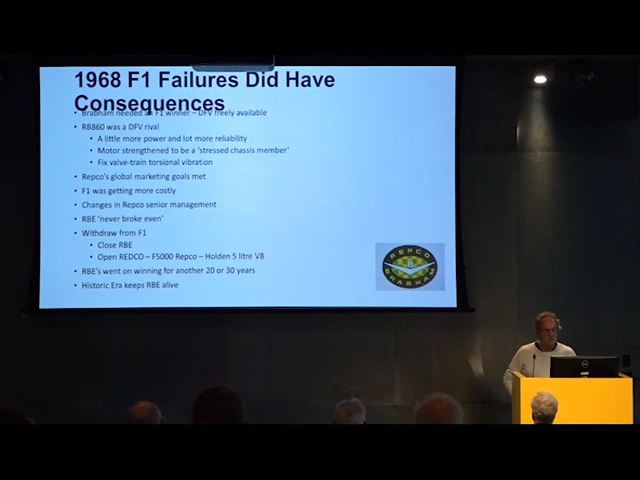 1968 F1 Failures Did Have
Consequences
• Brabham needed an F1 winner – DFV freely available
• RB860 was a DFV rival
• A little more power and lot more reliability
• Motor strengthened to be a ‘stressed chassis member’
• Fix valve-train torsional vibration
• Repco's global marketing goals met
• F1 was getting more costly
• Changes in Repco senior management
• RBE ‘never broke even’
• Withdraw from F1
• Close RBE
• Open REDCO – F5000 Repco – Holden 5 litre V8
• RBE's went on winning for another 20 or 30 years
• Historic Era keeps RBE alive
REPCO
BRABHAM
DELL